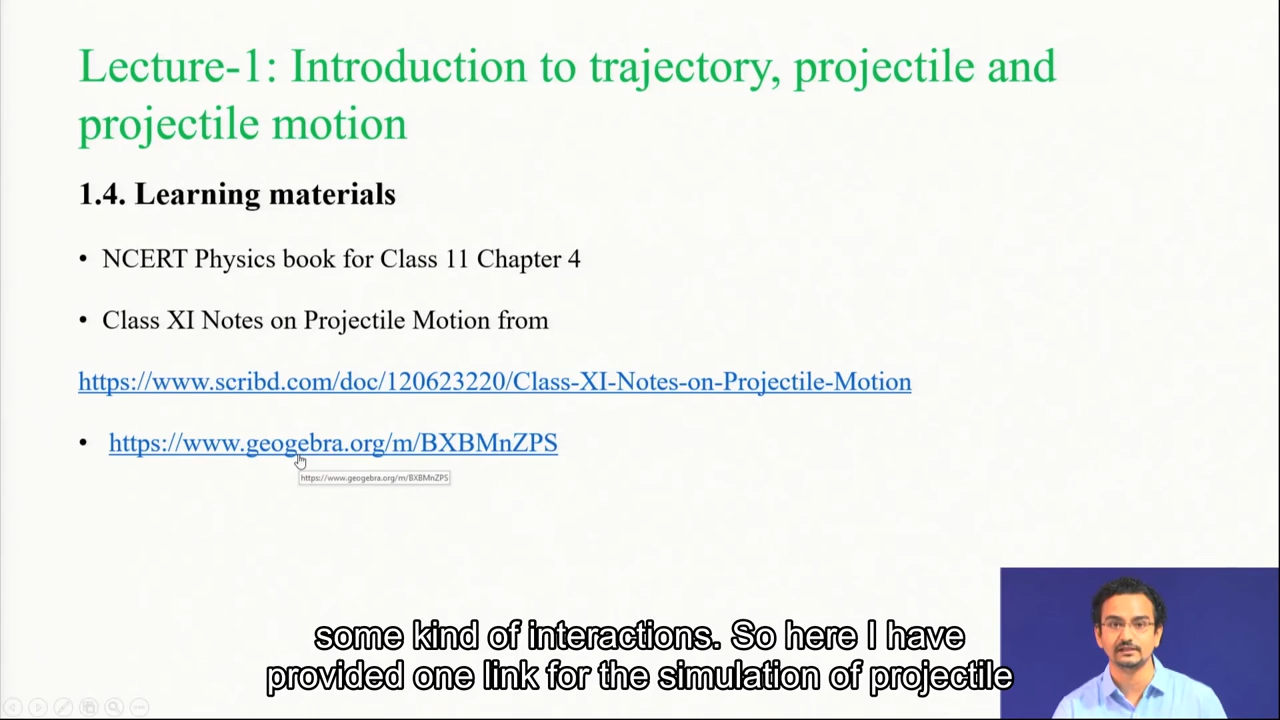 Lecture-1: Introduction to trajectory, projectile and
projectile motion
1.4. Learning materials
• NCERT Physics book for Class 11 Chapter 4
• Class XI Notes on Projectile Motion from
https://www.scribd.com/doc/120623220/Class-XI-Notes-on-Projectile-Motion
• https://www.geogebra.org/m/BXBMnZPS
https://www.geogebra.org/m/BXBMnZPS
some kind of interactions. So here I have
provided one link for the simulation of projectile